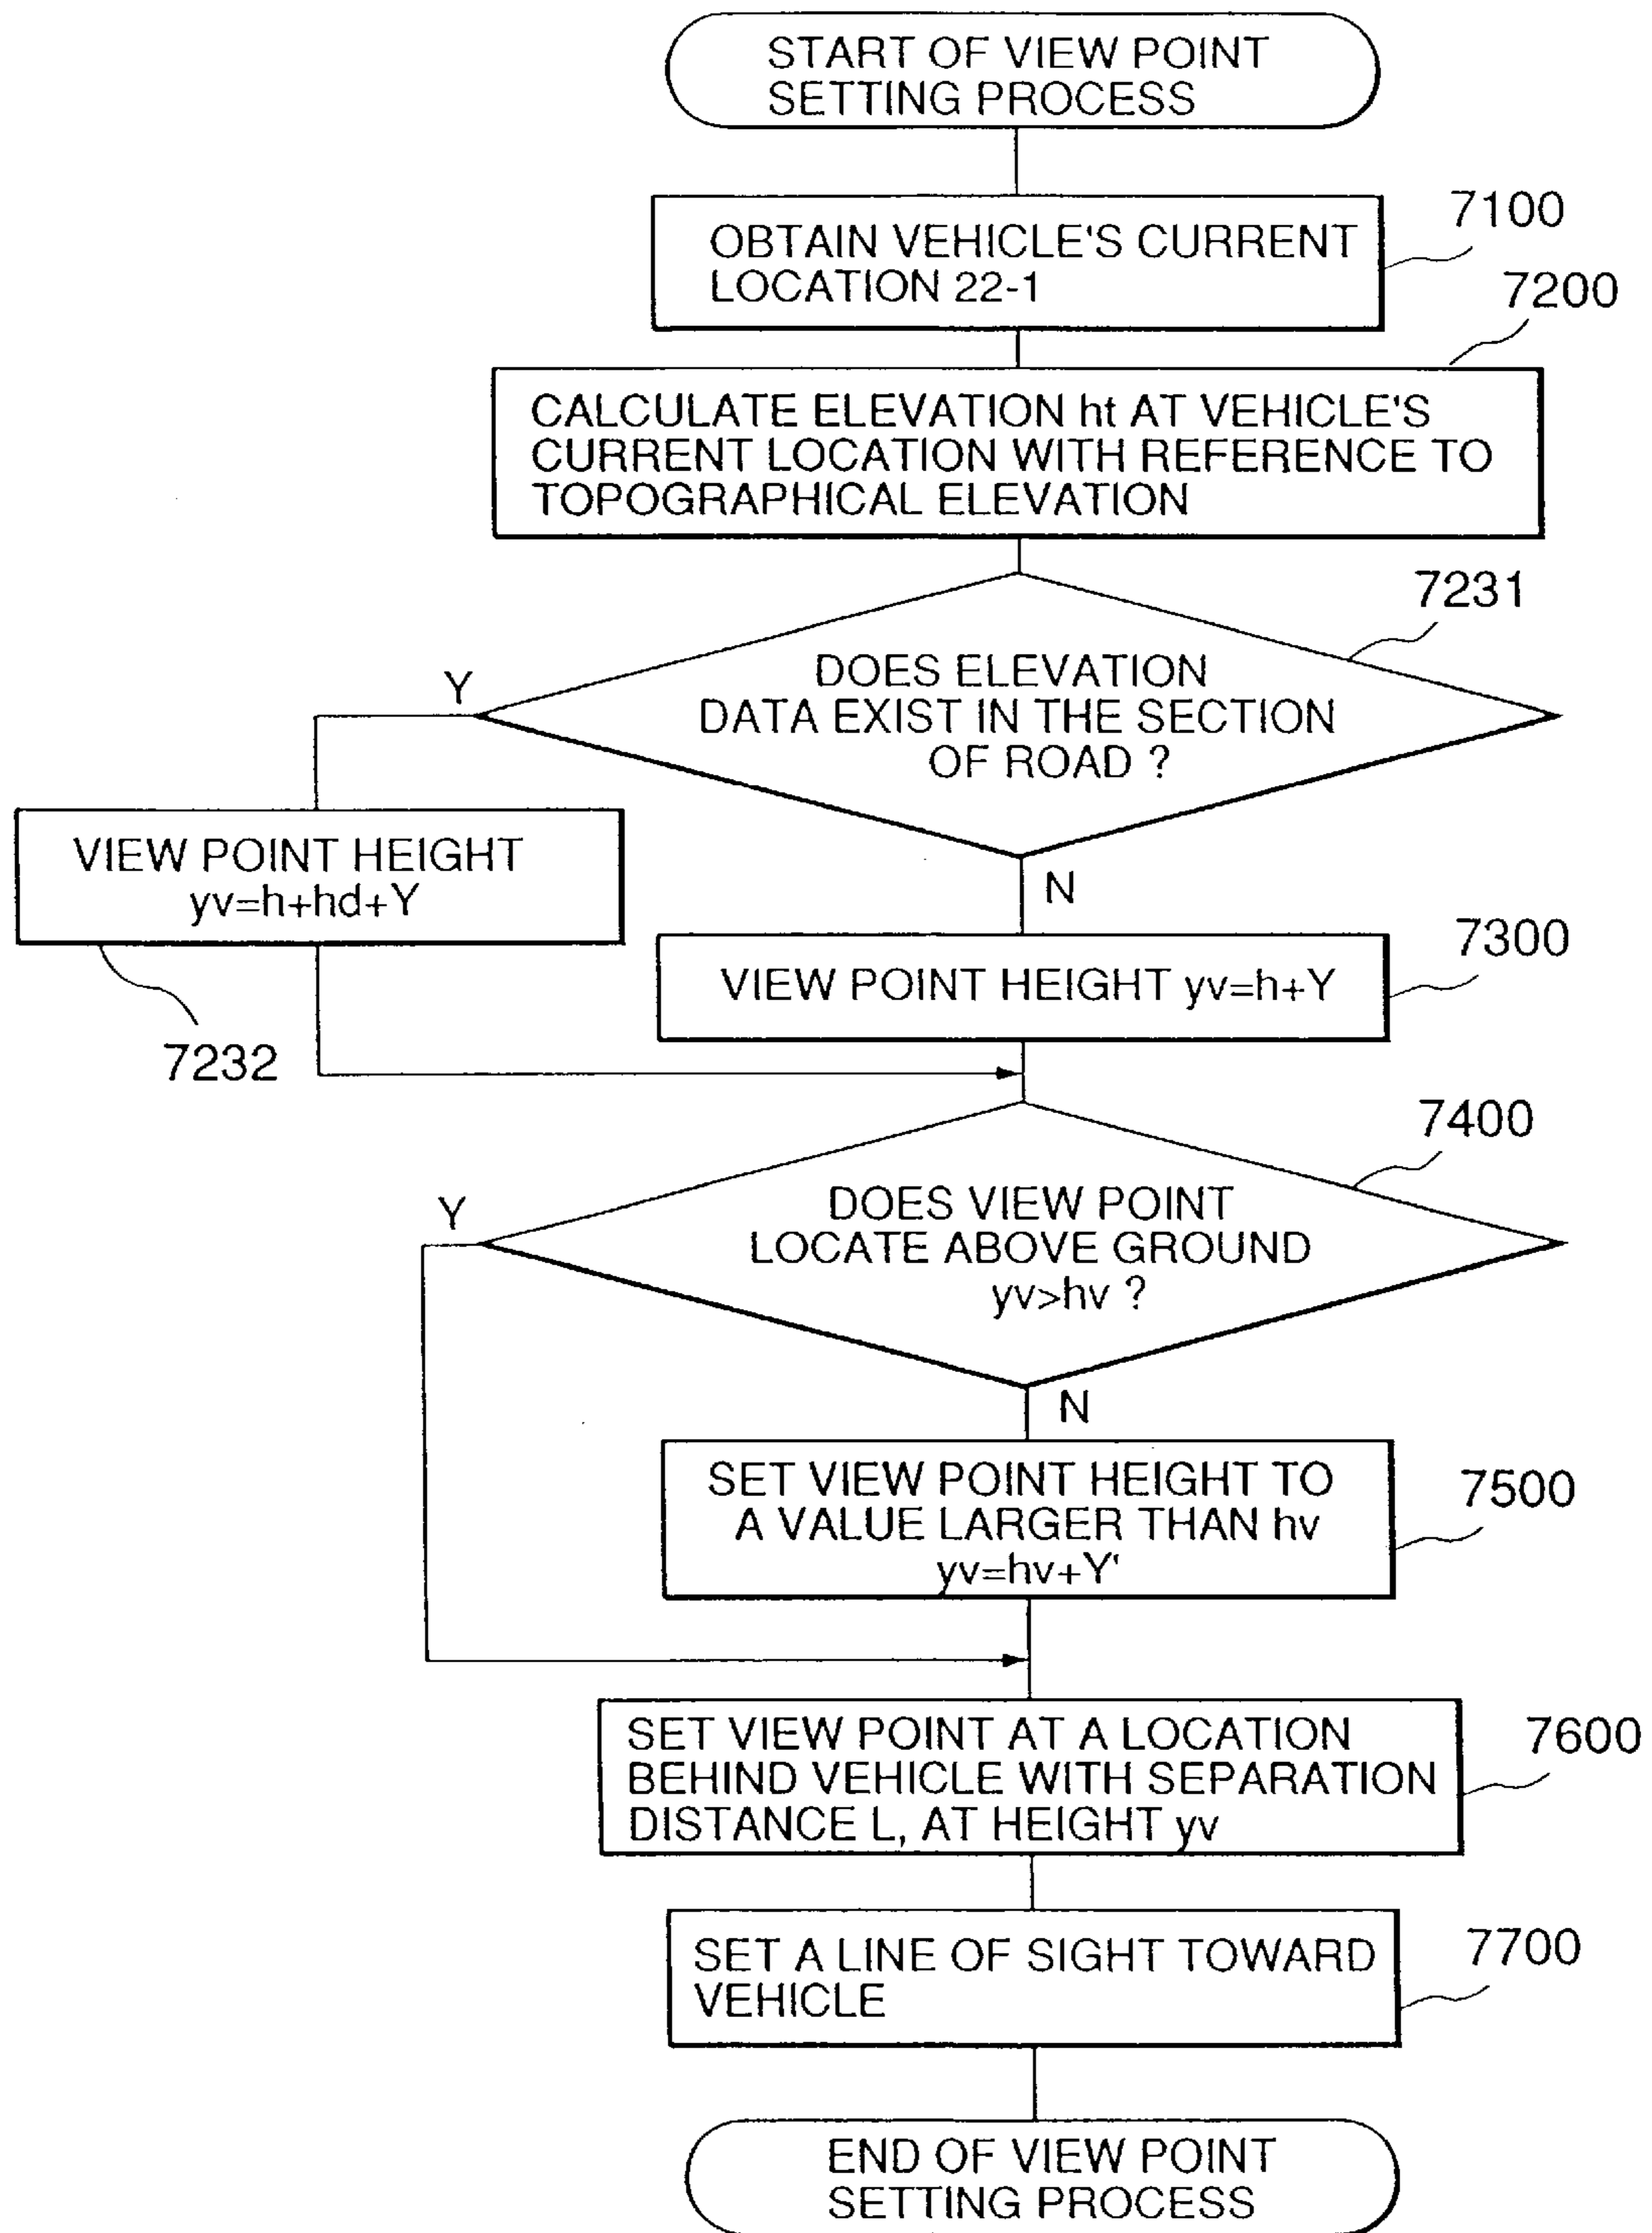 START OF VIEW POINT
SETTING PROCESS
7100
OBTAIN VEHICLE'S CURRENT
LOCATION 22-1
7200
CALCULATE ELEVATION ht AT VEHICLE'S
CURRENT LOCATION WITH REFERENCE TO
TOPOGRAPHICAL ELEVATION
7231
DOES ELEVATION
DATA EXIST IN THE SECTION
OF ROAD ?
Y
N
VIEW POINT HEIGHT
yv=h+hd+Y
7232
7300
VIEW POINT HEIGHT yv=h+Y
7400
DOES VIEW POINT
LOCATE ABOVE GROUND
yv>hv ?
Y
N
SET VIEW POINT HEIGHT TO
A VALUE LARGER THAN hv
yv=hv+Y'
7500
SET VIEW POINT AT A LOCATION
BEHIND VEHICLE WITH SEPARATION
DISTANCE L, AT HEIGHT yv
7600
SET A LINE OF SIGHT TOWARD
VEHICLE
7700
END OF VIEW POINT
SETTING PROCESS